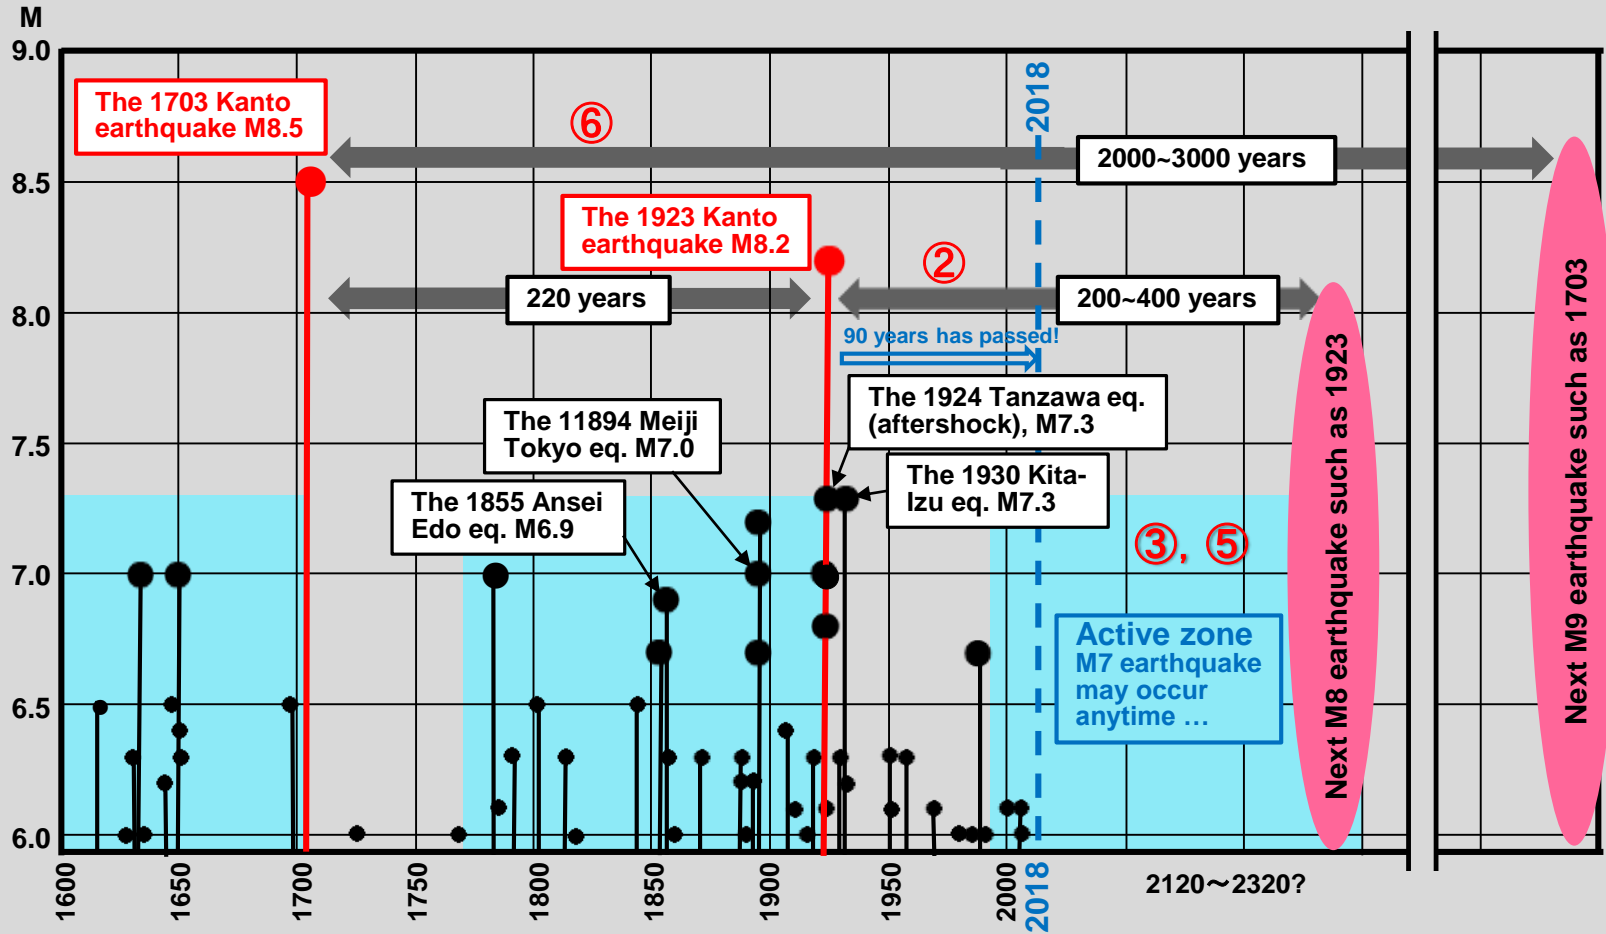 M
9.0
8.5
8.0
7.5
7.0
6.5
6.0
The 1703 Kanto
earthquake M8.5
⑥
2018
2000~3000 years
The 1923 Kanto
earthquake M8.2
②
220 years
200~400 years
90 years has passed!
The 1924 Tanzawa eq.
(aftershock), M7.3
The 11894 Meiji
Tokyo eq. M7.0
The 1930 Kita-
Izu eq. M7.3
The 1855 Ansei
Edo eq. M6.9
③, ⑤
Active zone
M7 earthquake
may occur
anytime …
Next M8 earthquake such as 1923
Next M9 earthquake such as 1703
1600
1650
1700
1750
1800
1850
1900
1950
2000
2018
2120～2320?